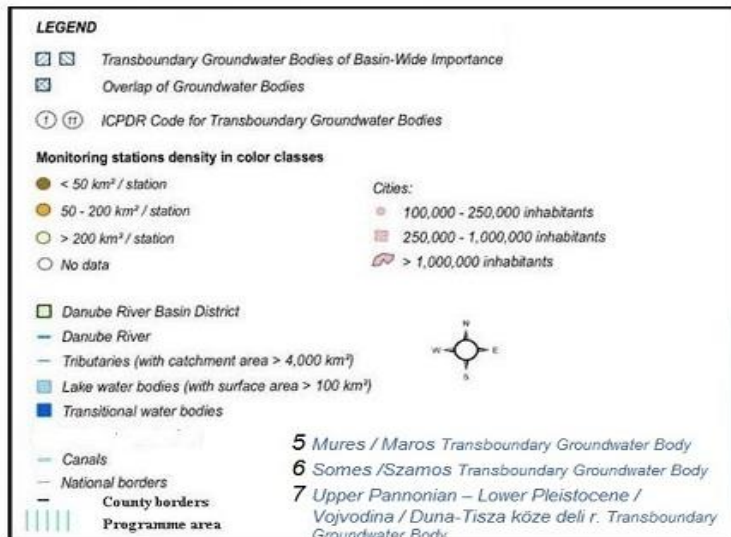 LEGEND
Transboundary Groundwater Bodies of Basin-Wide Importance
Overlap of Groundwater Bodies
I II ICPDR Code for Transboundary Groundwater Bodies
Monitoring stations density in color classes
< 50 km² / station
50 - 200 km² / station
> 200 km² / station
No data
Cities:
100,000 - 250,000 inhabitants
250,000 - 1,000,000 inhabitants
> 1,000,000 inhabitants
Danube River Basin District
Danube River
Tributaries (with catchment area > 4,000 km²)
Lake water bodies (with surface area > 100 km²)
Transitional water bodies
N
W E
S
Canals
National borders
County borders
Programme area
5 Mures / Maros Transboundary Groundwater Body
6 Somes /Szamos Transboundary Groundwater Body
7 Upper Pannonian – Lower Pleistocene /
Vojvodina / Duna-Tisza köze deli r. Transboundary
Groundwater Body